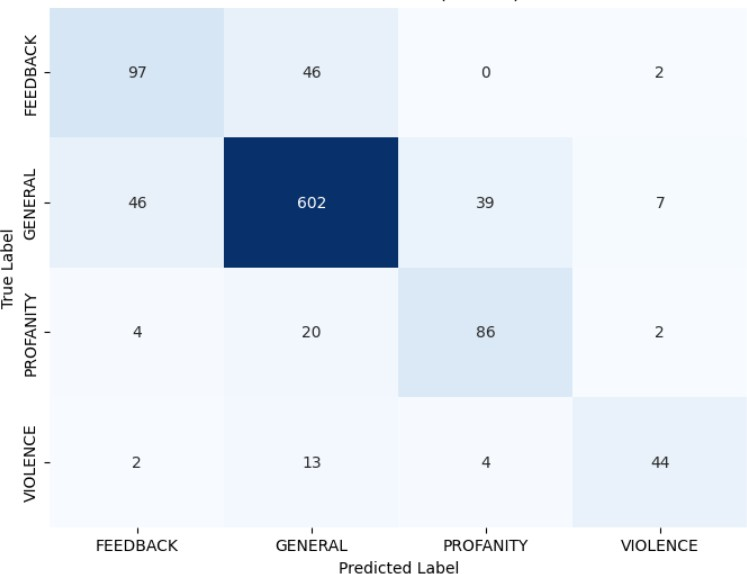 FEEDBACK 97 46 0 2
GENERAL 46 602 39 7
PROFANITY 4 20 86 2
VIOLENCE 2 13 4 44
True Label
FEEDBACK GENERAL PROFANITY VIOLENCE
Predicted Label